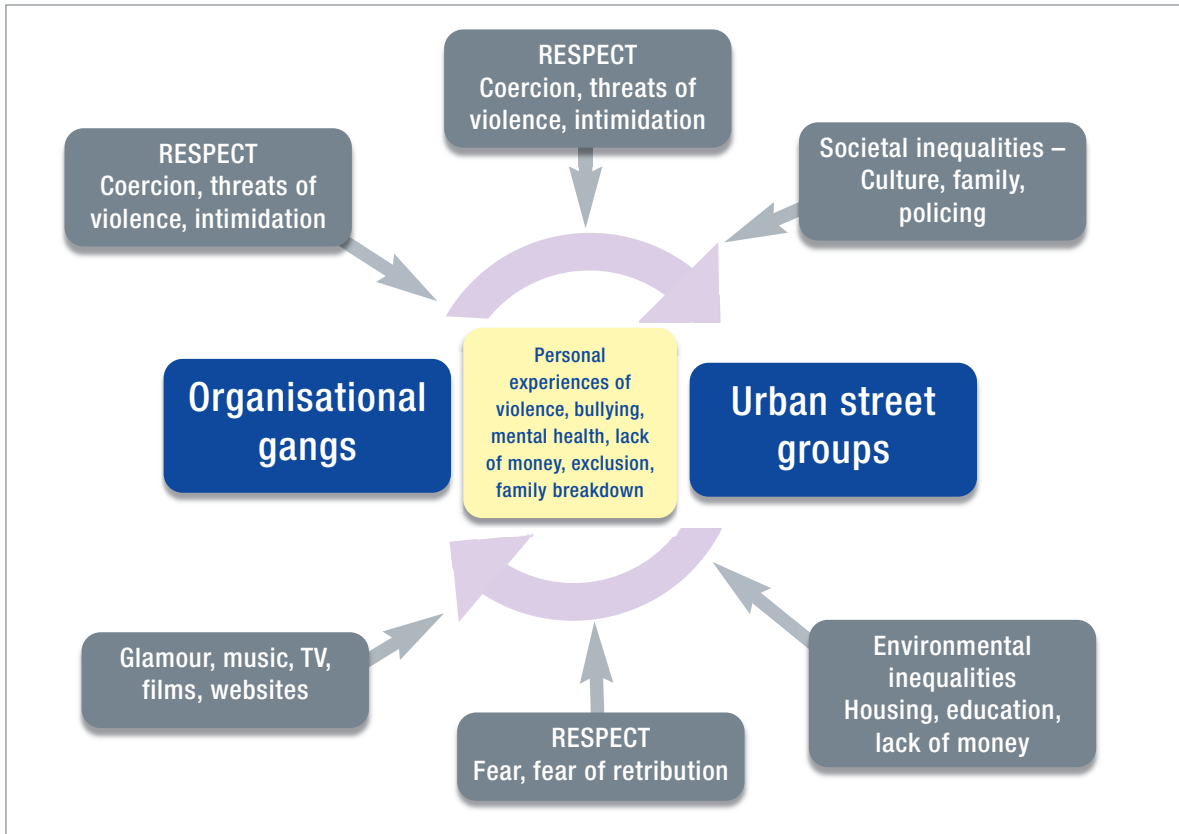 RESPECT
Coercion, threats of
violence, intimidation
RESPECT
Coercion, threats of
violence, intimidation
Societal inequalities –
Culture, family,
policing
Organisational
gangs
Personal
experiences of
violence, bullying,
mental health, lack
of money, exclusion,
family breakdown
Urban street
groups
Glamour, music, TV,
films, websites
RESPECT
Fear, fear of retribution
Environmental
inequalities
Housing, education,
lack of money